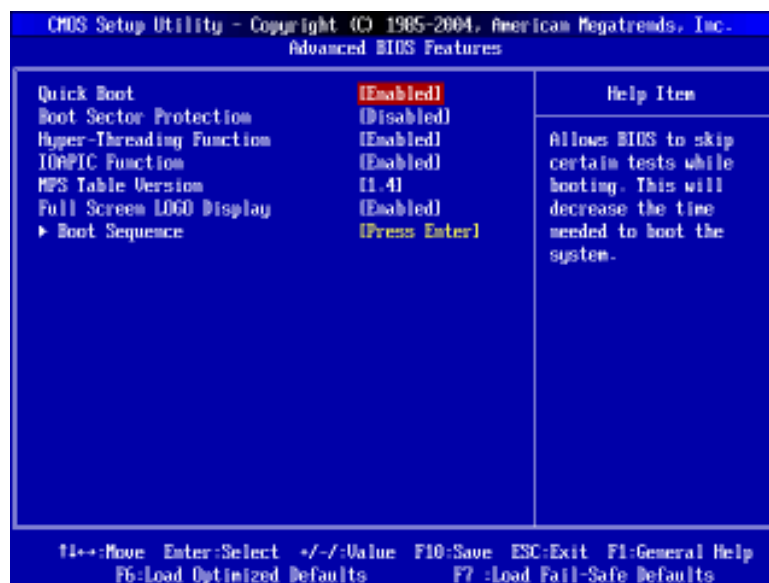 CMOS Setup Utility - Copyright (C) 1985-2004, American Megatrends, Inc.
Advanced BIOS Features
Quick Boot [Enabled]
Boot Sector Protection [Disabled]
Hyper-Threading Function [Enabled]
IOAPIC Function [Enabled]
MPS Table Version [1.4]
Full Screen LOGO Display [Enabled]
▶ Boot Sequence [Press Enter]
Help Item
Allows BIOS to skip
certain tests while
booting. This will
decrease the time
needed to boot the
system.
↑↓↔:Move Enter:Select +/-/:Value F10:Save ESC:Exit F1:General Help
F6:Load Optimized Defaults F7 :Load Fail-Safe Defaults